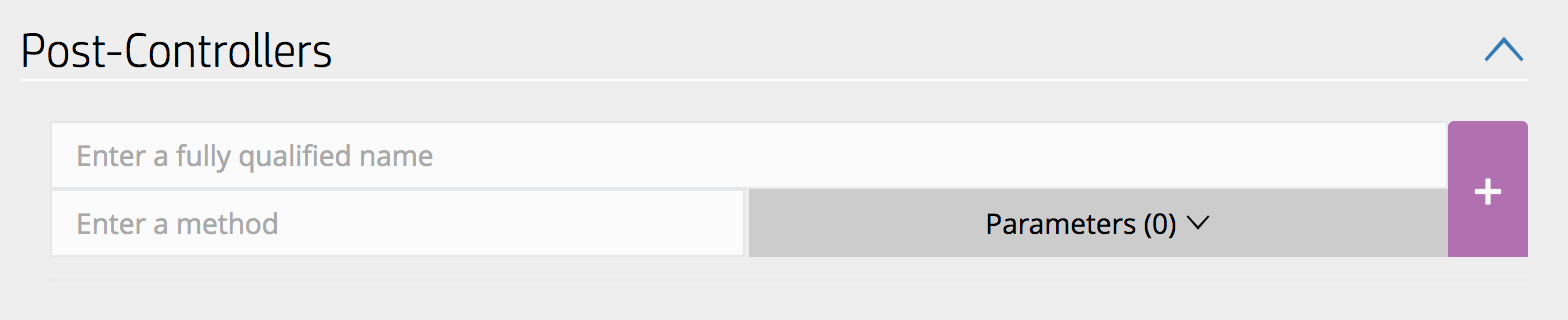 Post-Controllers
Enter a fully qualified name
Enter a method
Parameters (0)
+